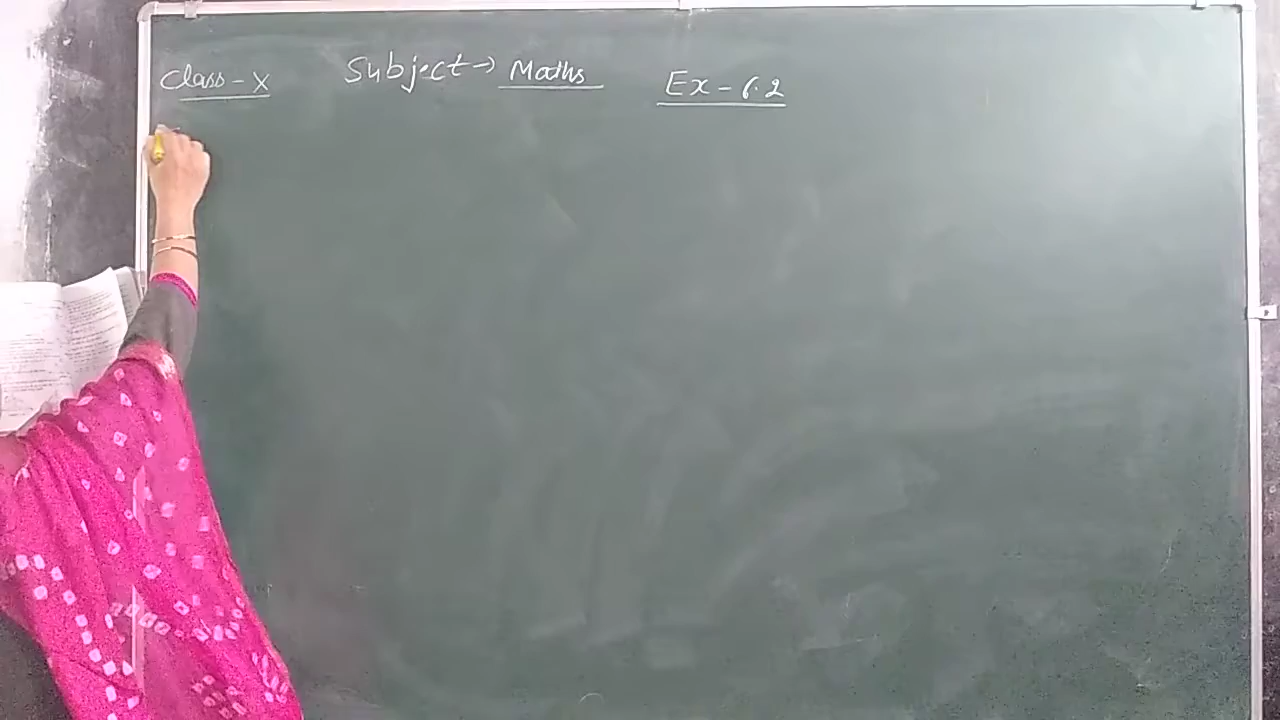 Class - X Subject → Maths Ex - 6.2